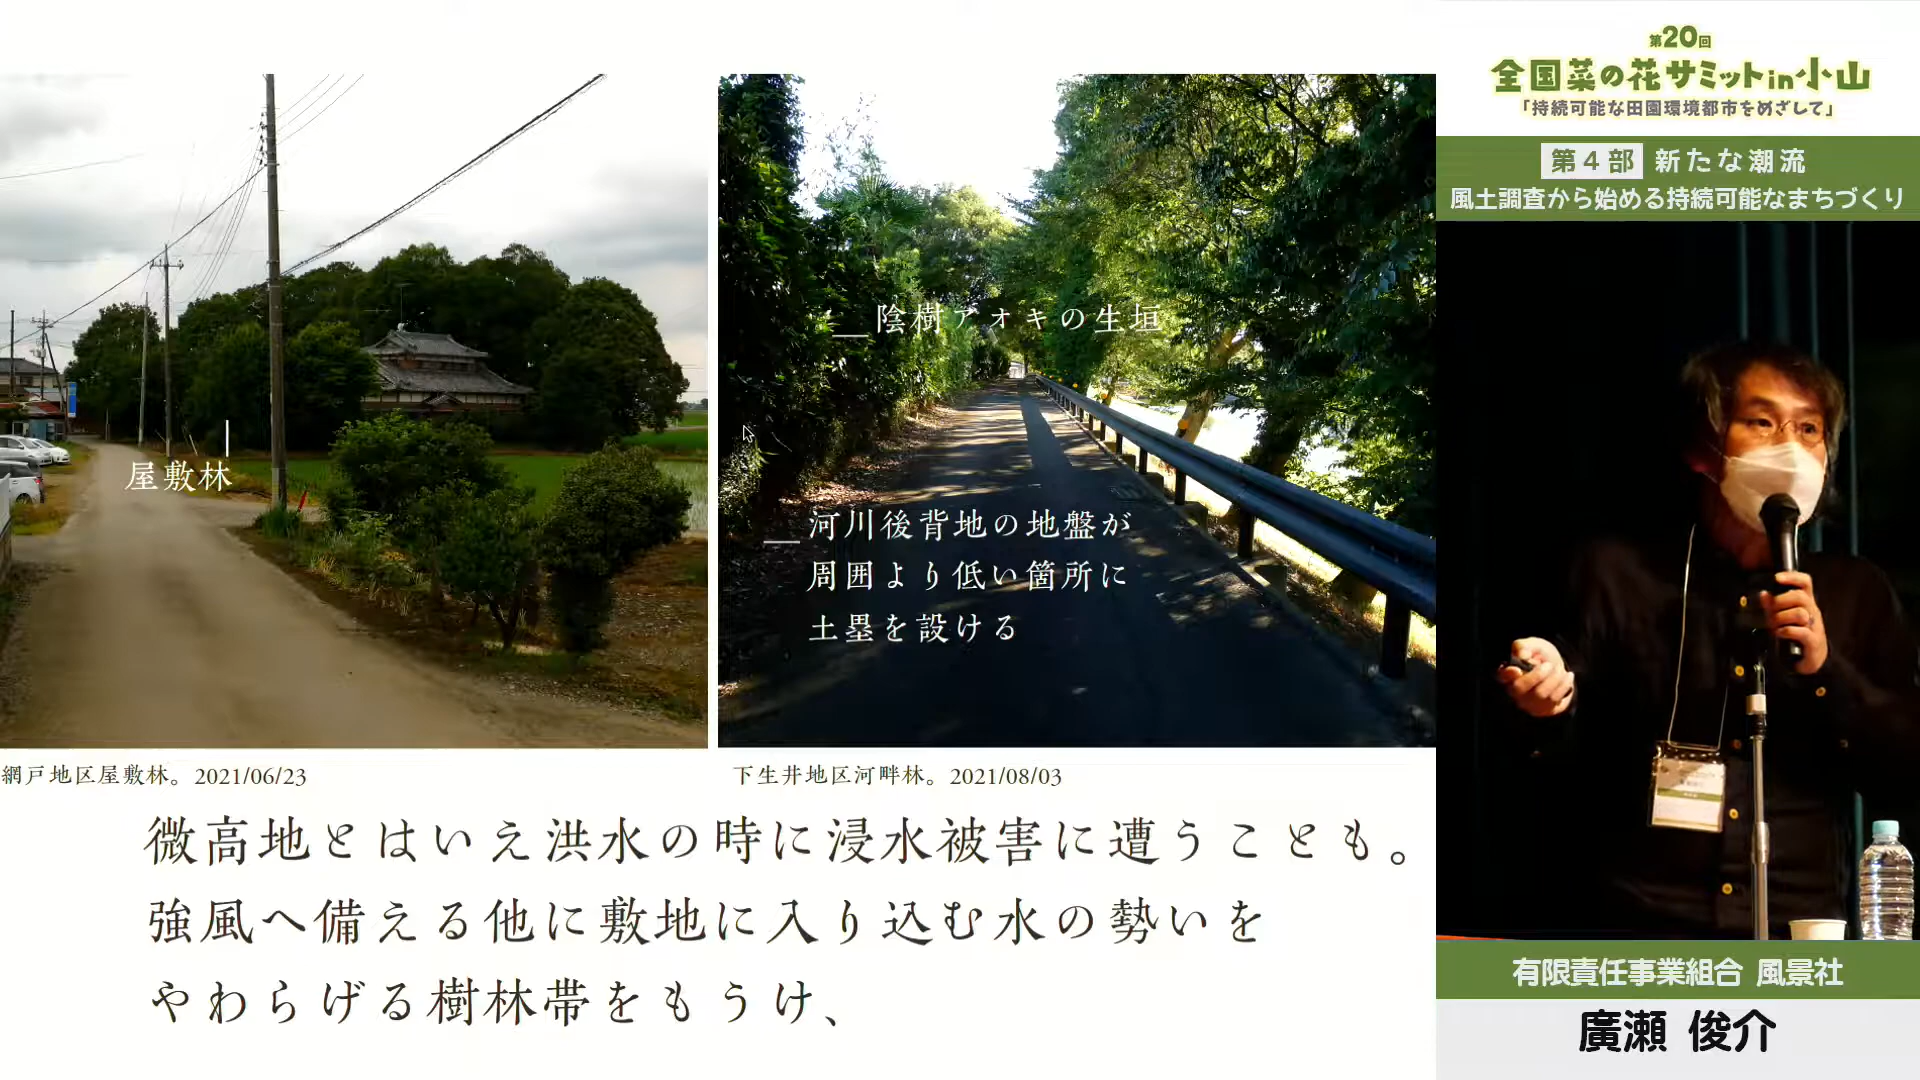 屋敷林
陰樹アオキの生垣
河川後背地の地盤が
周囲より低い箇所に
土塁を設ける
網戸地区屋敷林。2021/06/23
下生井地区河畔林。2021/08/03
微高地とはいえ洪水の時に浸水被害に遭うことも。
強風へ備える他に敷地に入り込む水の勢いを
やわらげる樹林帯をもうけ、
第20回
全国菜の花サミットin小山
「持続可能な田園環境都市をめざして」
第4部 新たな潮流
風土調査から始める持続可能なまちづくり
有限責任事業組合 風景社
廣瀬 俊介